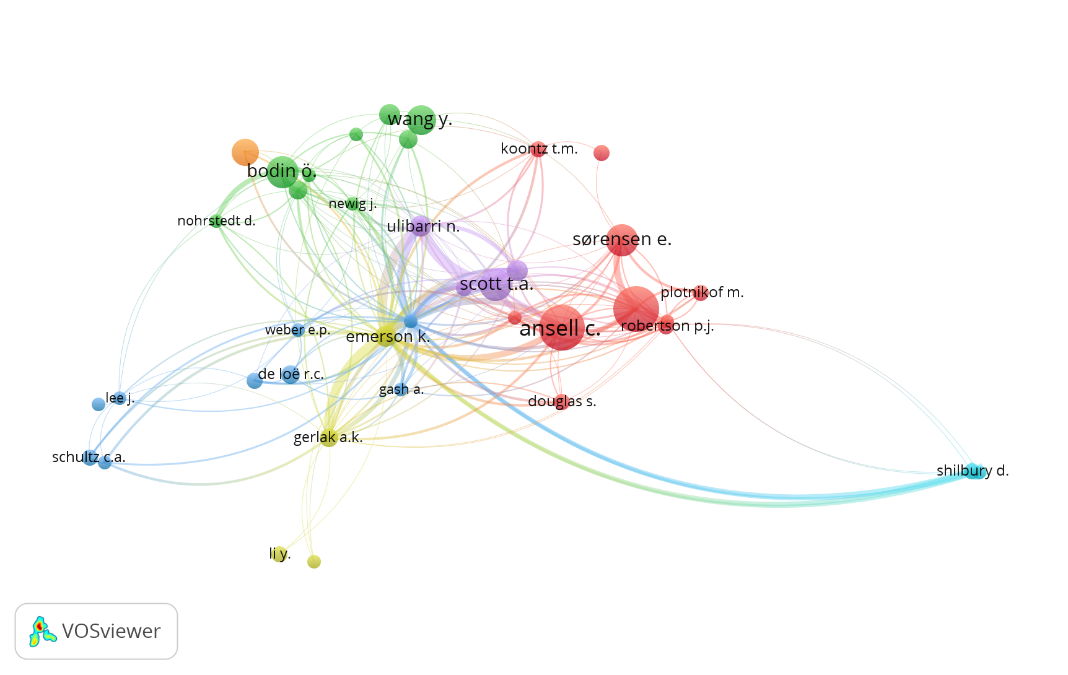 wang y.
koontz t.m.
bodin ö.
newig j.
nohrstedt d.
ulibarri n.
sørensen e.
scott t.a.
plotnikof m.
ansell c.
robertson p.j.
weber e.p.
emerson k.
de loë r.c.
gash a.
lee j.
douglas s.
gerlak a.k.
schultz c.a.
shilbury d.
li y.
VOSviewer